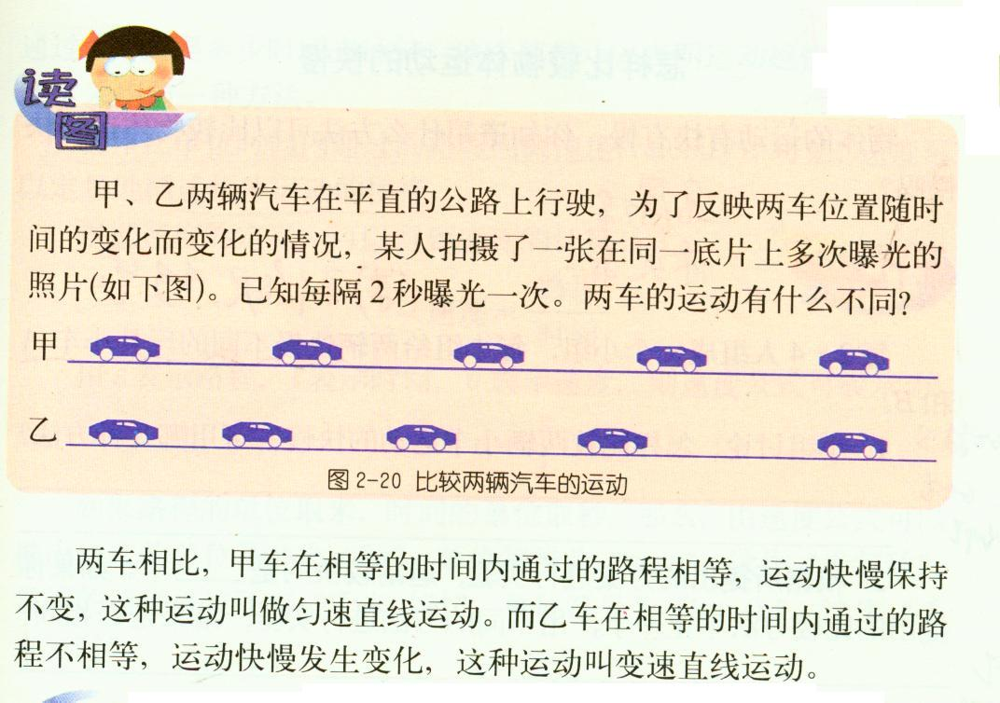 读
图
甲、乙两辆汽车在平直的公路上行驶，为了反映两车位置随时
间的变化而变化的情况，某人拍摄了一张在同一底片上多次曝光的
照片(如下图)。已知每隔2秒曝光一次。两车的运动有什么不同?
甲
乙
图2-20 比较两辆汽车的运动
两车相比，甲车在相等的时间内通过的路程相等，运动快慢保持
不变，这种运动叫做匀速直线运动。而乙车在相等的时间内通过的路
程不相等，运动快慢发生变化，这种运动叫变速直线运动。